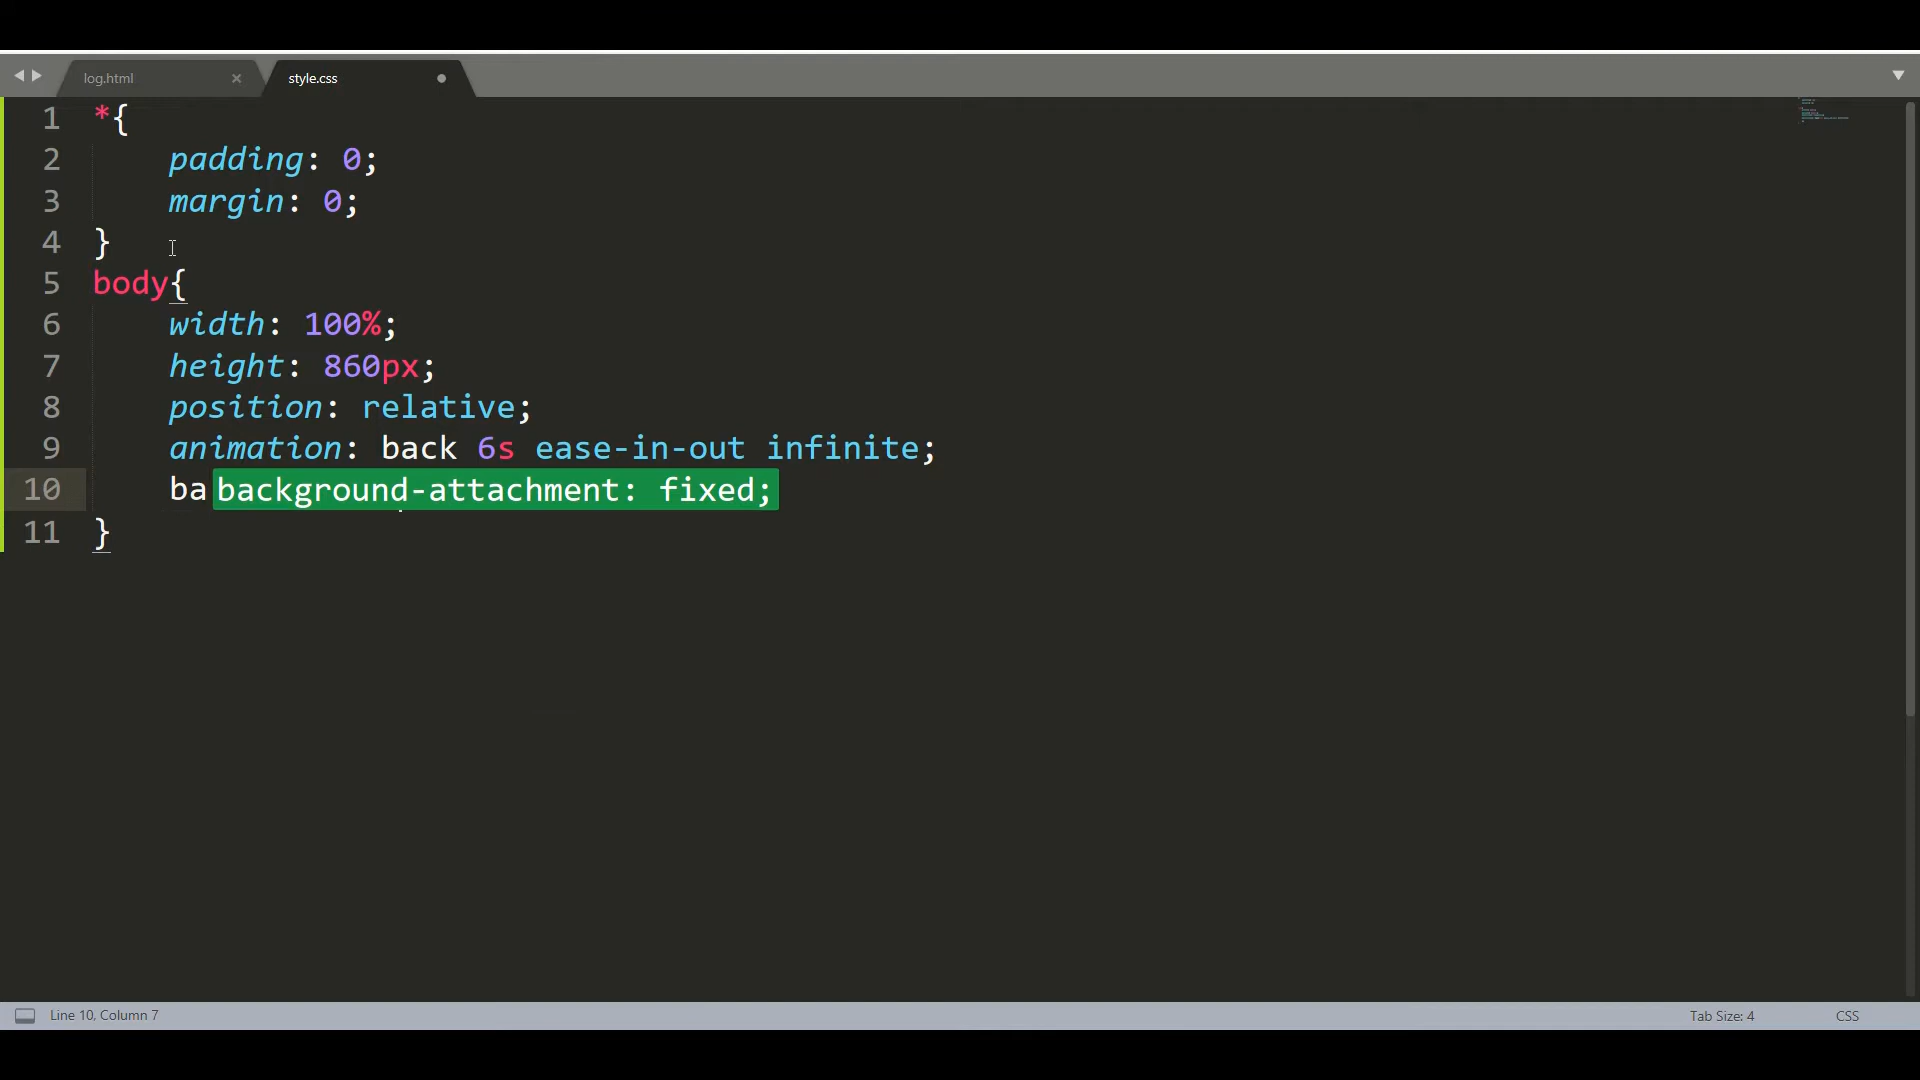 log.html × style.css
1 *{
2 padding: 0;
3 margin: 0;
4 }
5 body{
6 width: 100%;
7 height: 860px;
8 position: relative;
9 animation: back 6s ease-in-out infinite;
10 ba background-attachment: fixed;
11 }
Line 10, Column 7 Tab Size: 4 CSS